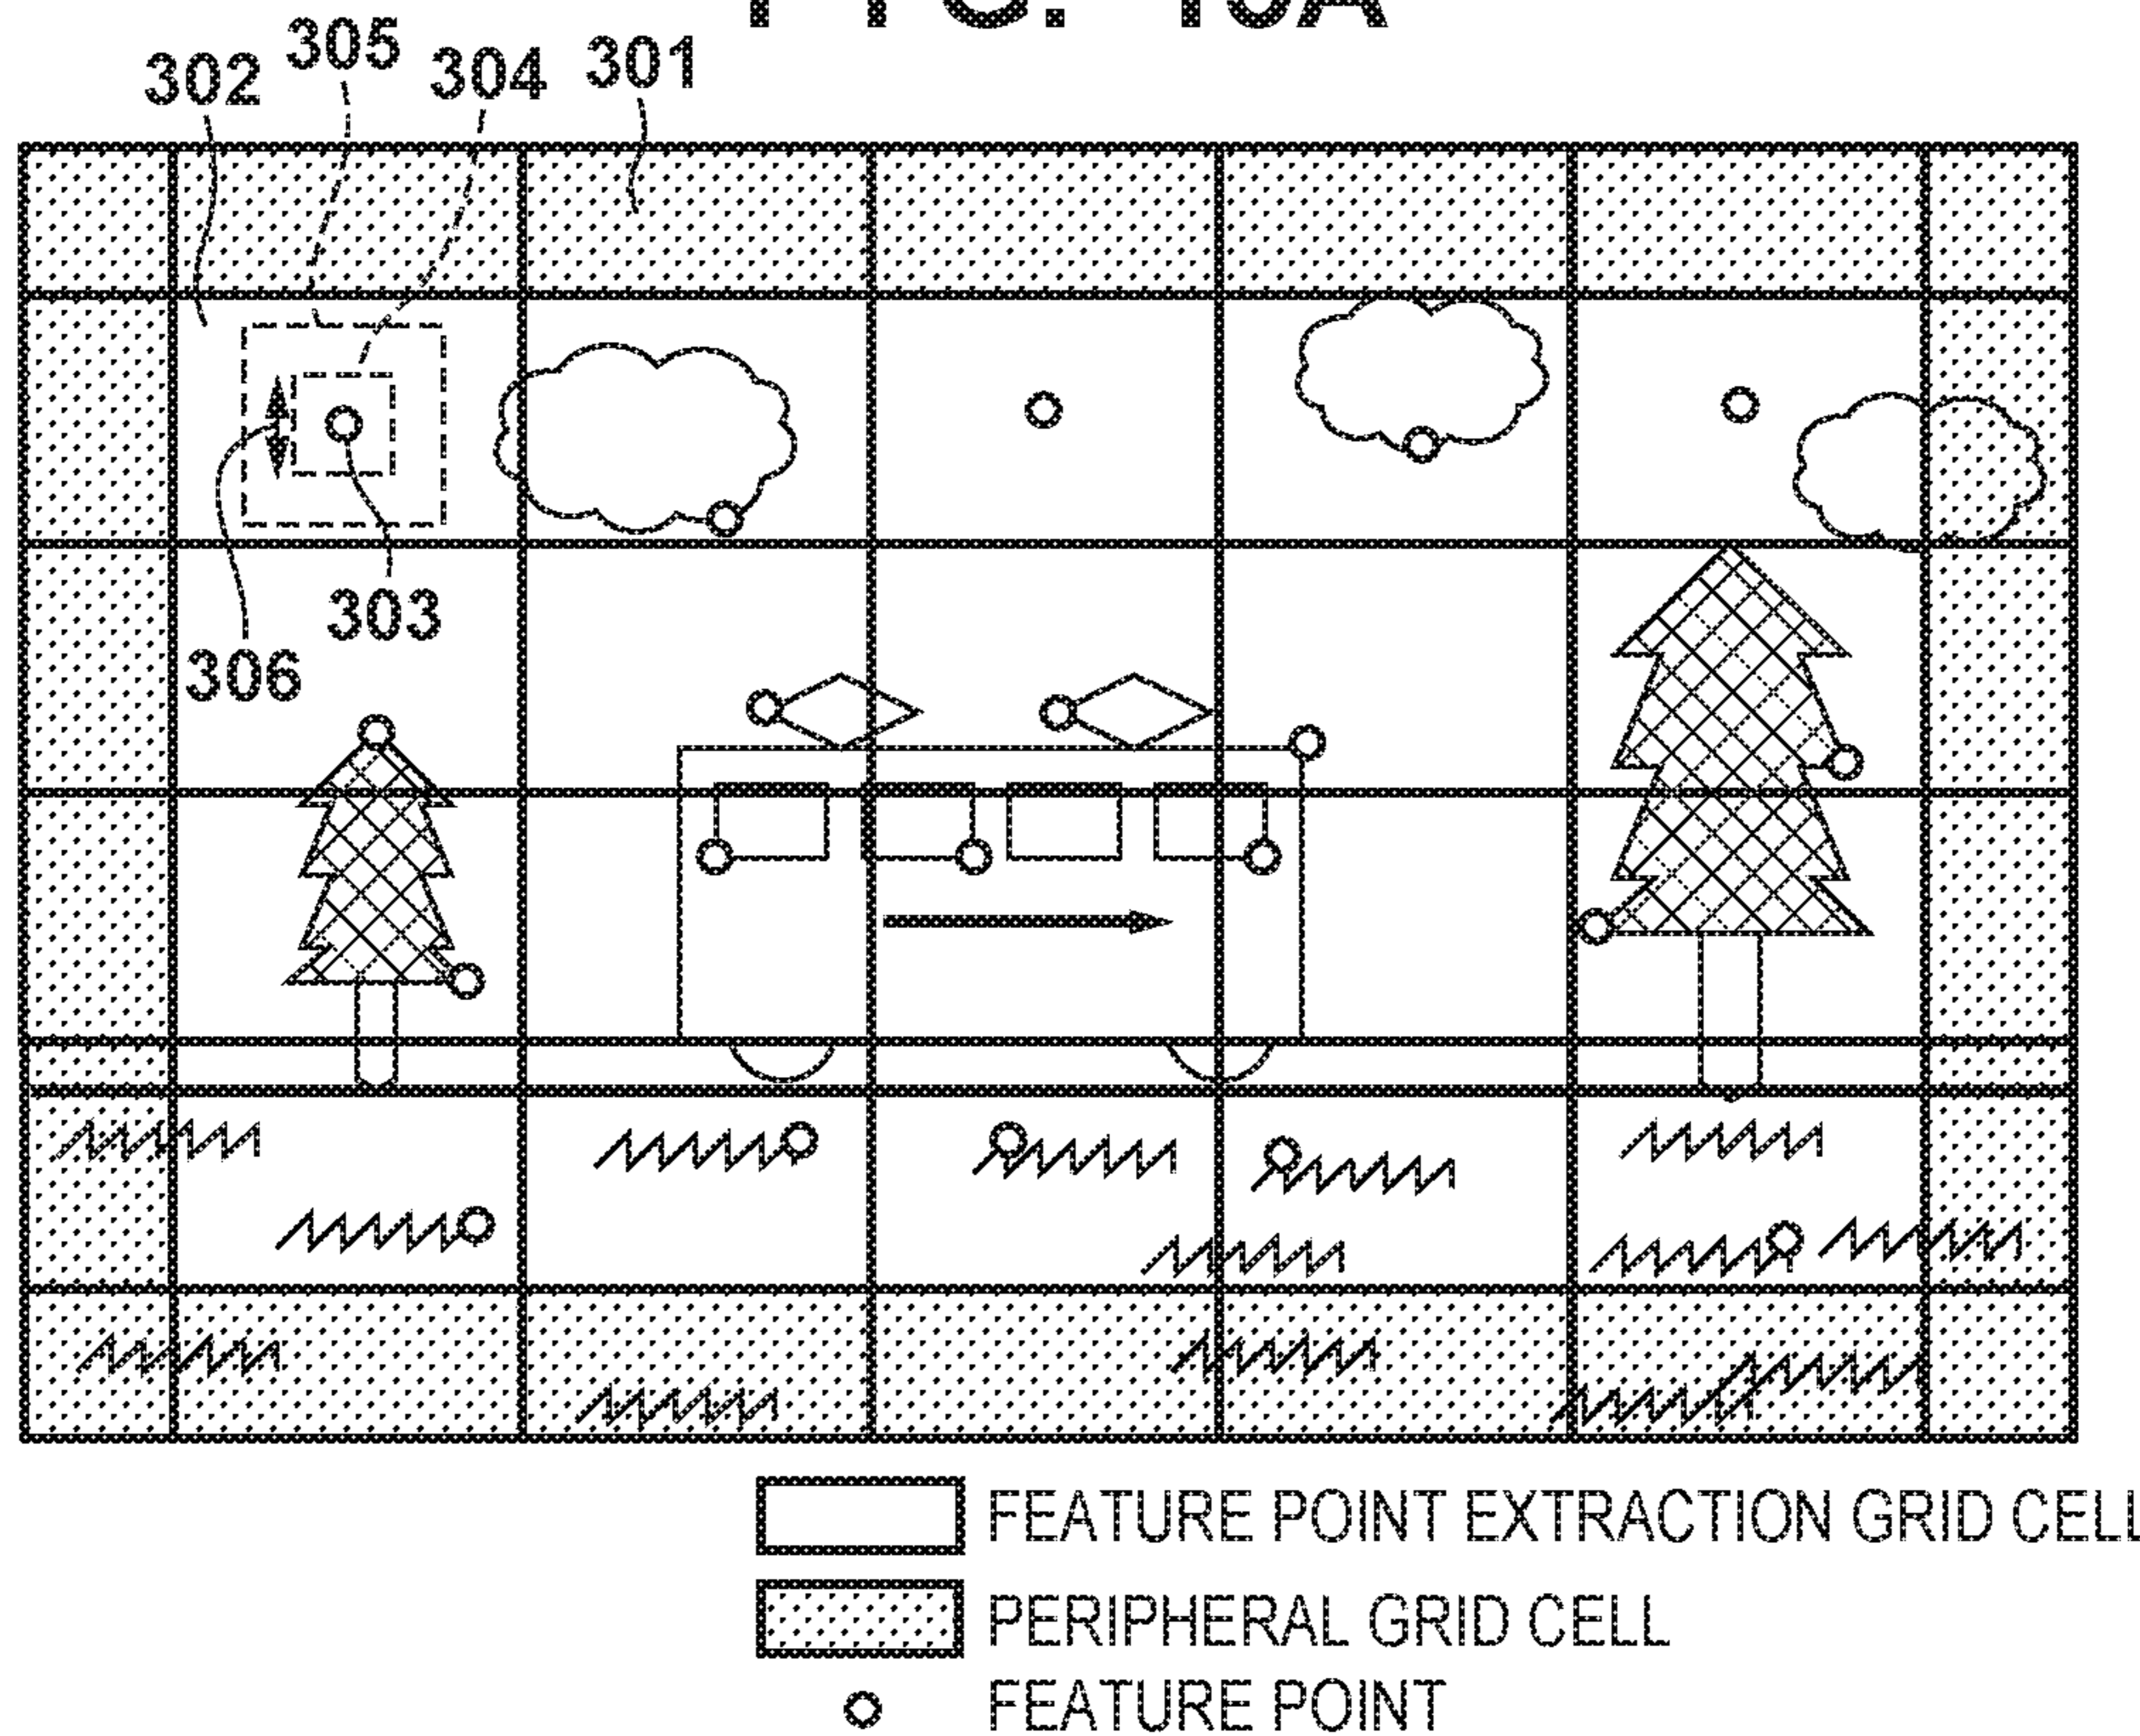 302 305 304 301
303
306
FEATURE POINT EXTRACTION GRID CELL
PERIPHERAL GRID CELL
FEATURE POINT